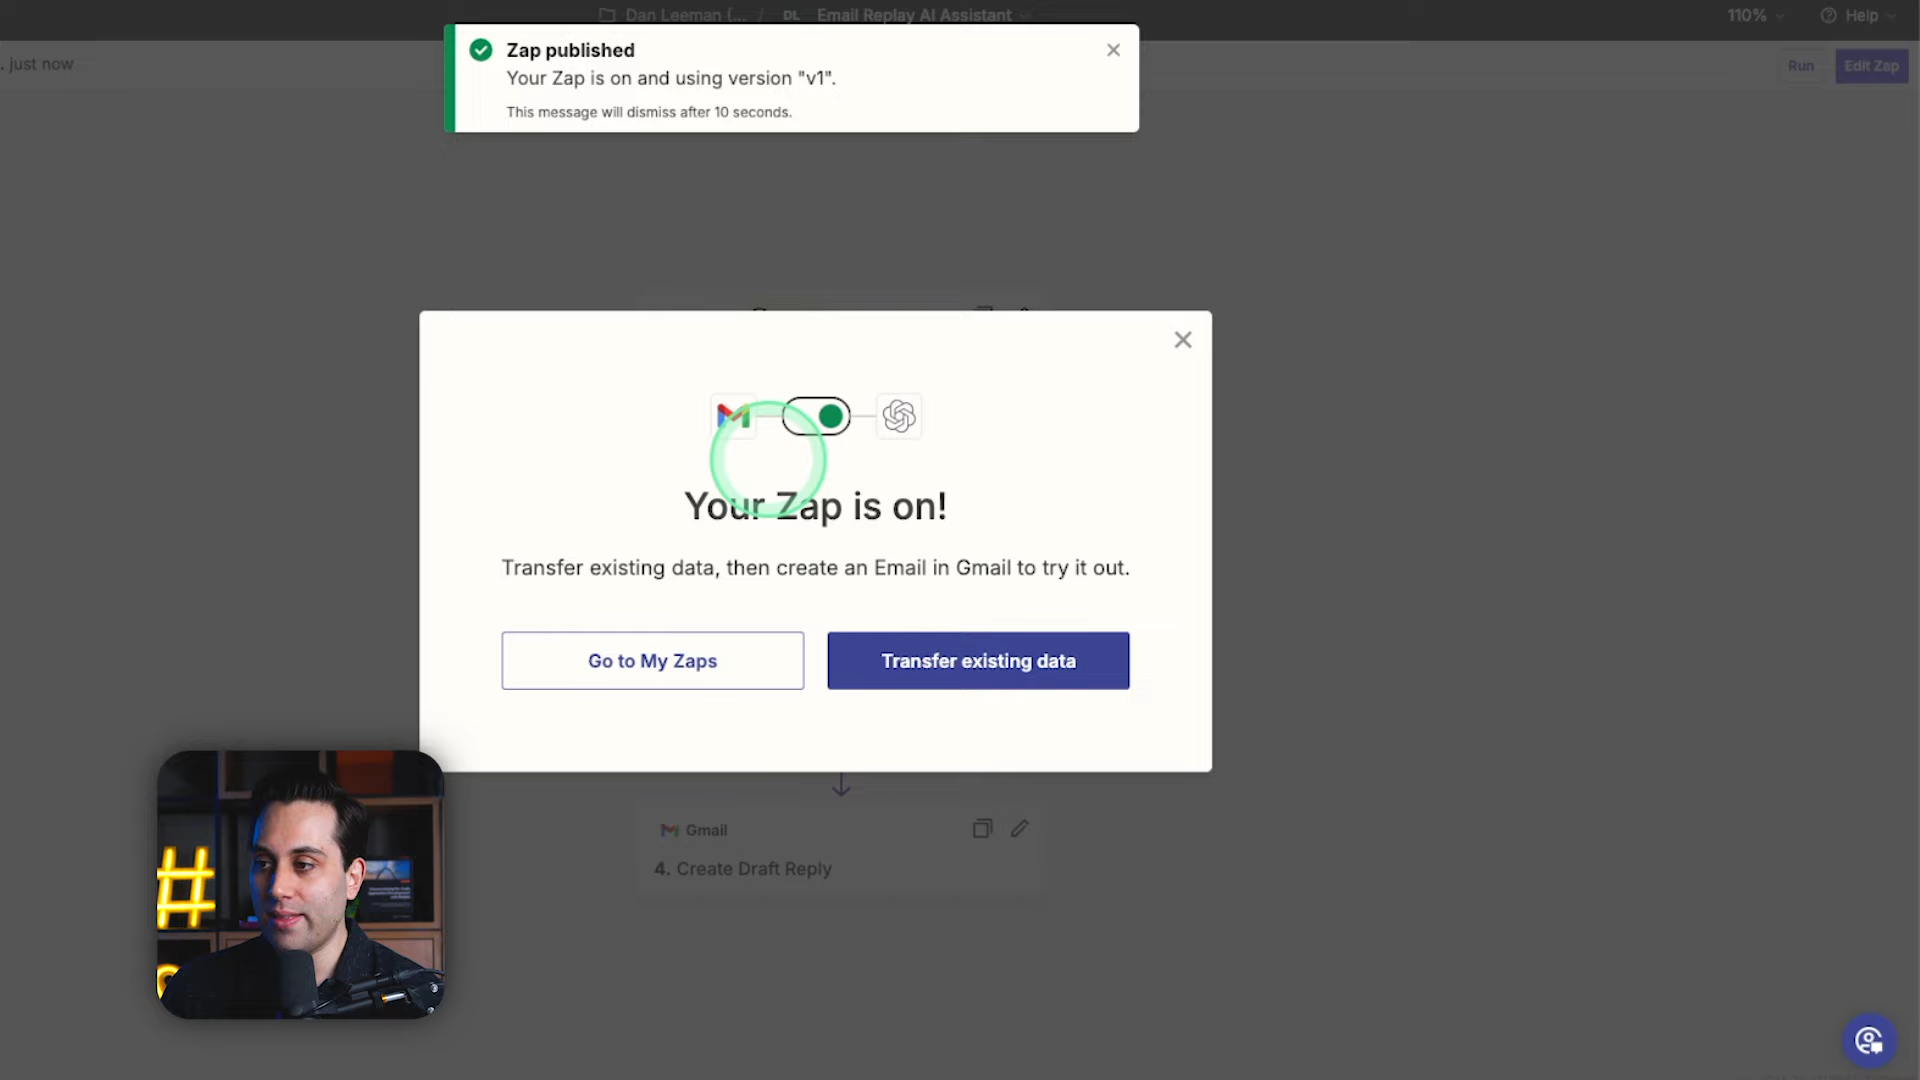 Dan Leeman (... / DL Email Replay AI Assistant
110%
Help
. just now
Run
Edit Zap
Zap published
Your Zap is on and using version "v1".
This message will dismiss after 10 seconds.
Your Zap is on!
Transfer existing data, then create an Email in Gmail to try it out.
Go to My Zaps
Transfer existing data
Gmail
4. Create Draft Reply
#